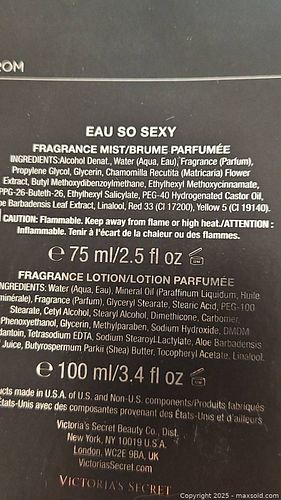 ROM
EAU SO SEXY
FRAGRANCE MIST/BRUME PARFUMÉE
INGREDIENTS:Alcohol Denat., Water (Aqua, Eau), Fragrance (Parfum),
Propylene Glycol, Glycerin, Chamomilla Recutita (Matricaria) Flower
Extract, Butyl Methoxydibenzoylmethane, Ethylhexyl Methoxycinnamate,
PPG-26-Buteth-26, Ethylhexyl Salicylate, PEG-40 Hydrogenated Castor Oil,
oe Barbadensis Leaf Extract, Linalool, Red 33 (CI 17200), Yellow 5 (CI 19140).
CAUTION: Flammable. Keep away from flame or high heat./ATTENTION :
Inflammable. Tenir à l'écart de la chaleur ou des flammes.
℮ 75 ml/2.5 fl oz
FRAGRANCE LOTION/LOTION PARFUMÉE
INGREDIENTS: Water (Aqua, Eau), Mineral Oil (Paraffinum Liquidum, Huile
minérale), Fragrance (Parfum), Glyceryl Stearate, Stearic Acid, PEG-100
Stearate, Cetyl Alcohol, Stearyl Alcohol, Dimethicone, Carbomer,
Phenoxyethanol, Glycerin, Methylparaben, Sodium Hydroxide, DMDM
dantoin, Tetrasodium EDTA, Sodium Stearoyl Lactylate, Aloe Barbadensis
Juice, Butyrospermum Parkii (Shea) Butter, Tocopheryl Acetate, Linalool.
℮ 100 ml/3.4 fl oz
cts made in U.S.A. of U.S. and Non-U.S. components/Produits fabriqués
États-Unis avec des composantes provenant des États-Unis et d'ailleurs
Victoria's Secret Beauty Co., Dist.
New York, NY 10019 U.S.A.
London, WC2E 9BA, UK
VictoriasSecret.com
VICTORIA'S SECRET
Copyright 2025 - maxsold.com